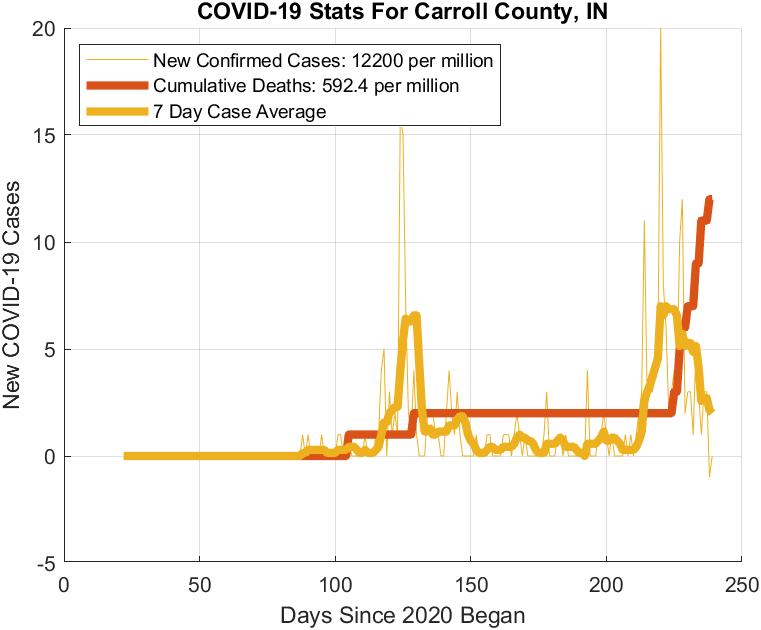 COVID-19 Stats For Carroll County, IN
New Confirmed Cases: 12200 per million
Cumulative Deaths: 592.4 per million
7 Day Case Average
20
15
10
5
0
-5
New COVID-19 Cases
0 50 100 150 200 250
Days Since 2020 Began